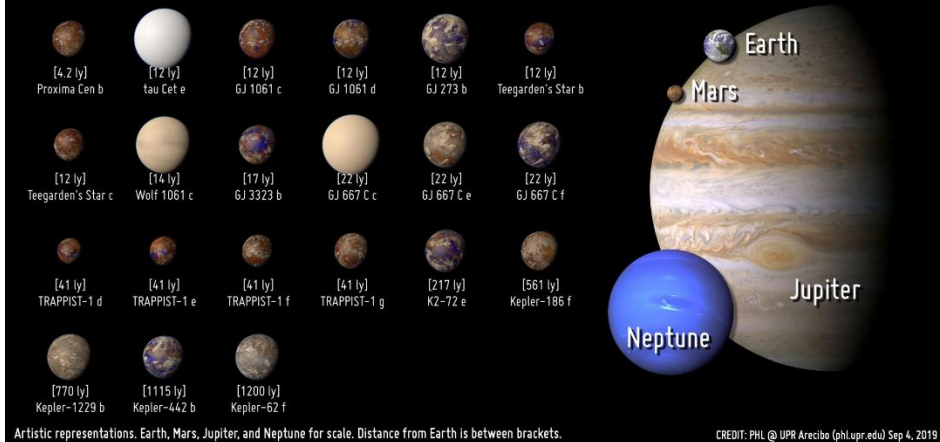 [4.2 ly]
Proxima Cen b
[12 ly]
tau Cet e
[12 ly]
GJ 1061 c
[12 ly]
GJ 1061 d
[12 ly]
GJ 273 b
[12 ly]
Teegarden's Star b
[12 ly]
Teegarden's Star c
[14 ly]
Wolf 1061 c
[17 ly]
GJ 3323 b
[22 ly]
GJ 667 C c
[22 ly]
GJ 667 C e
[22 ly]
GJ 667 C f
[41 ly]
TRAPPIST-1 d
[41 ly]
TRAPPIST-1 e
[41 ly]
TRAPPIST-1 f
[41 ly]
TRAPPIST-1 g
[217 ly]
K2-72 e
[561 ly]
Kepler-186 f
[770 ly]
Kepler-1229 b
[1115 ly]
Kepler-442 b
[1200 ly]
Kepler-62 f
Earth
Mars
Jupiter
Neptune
Artistic representations. Earth, Mars, Jupiter, and Neptune for scale. Distance from Earth is between brackets.
CREDIT: PHL @ UPR Arecibo (phl.upr.edu) Sep 4, 2019